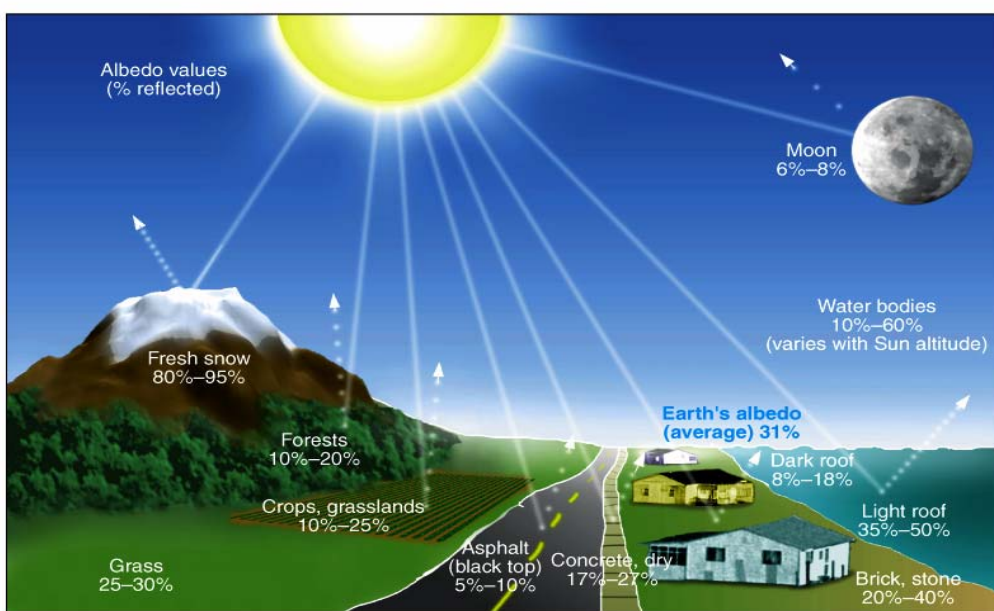 Albedo values
(% reflected)
Moon
6%–8%
Water bodies
10%–60%
(varies with Sun altitude)
Fresh snow
80%–95%
Earth's albedo
(average) 31%
Forests
10%–20%
Dark roof
8%–18%
Crops, grasslands
10%–25%
Light roof
35%–50%
Asphalt
(black top)
5%–10%
Concrete, dry
17%–27%
Grass
25–30%
Brick, stone
20%–40%